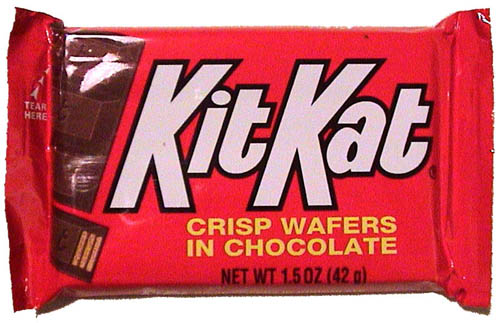 TEAR
HERE
KitKat
®
CRISP WAFERS
IN CHOCOLATE
NET WT 1.5 OZ (42 g)